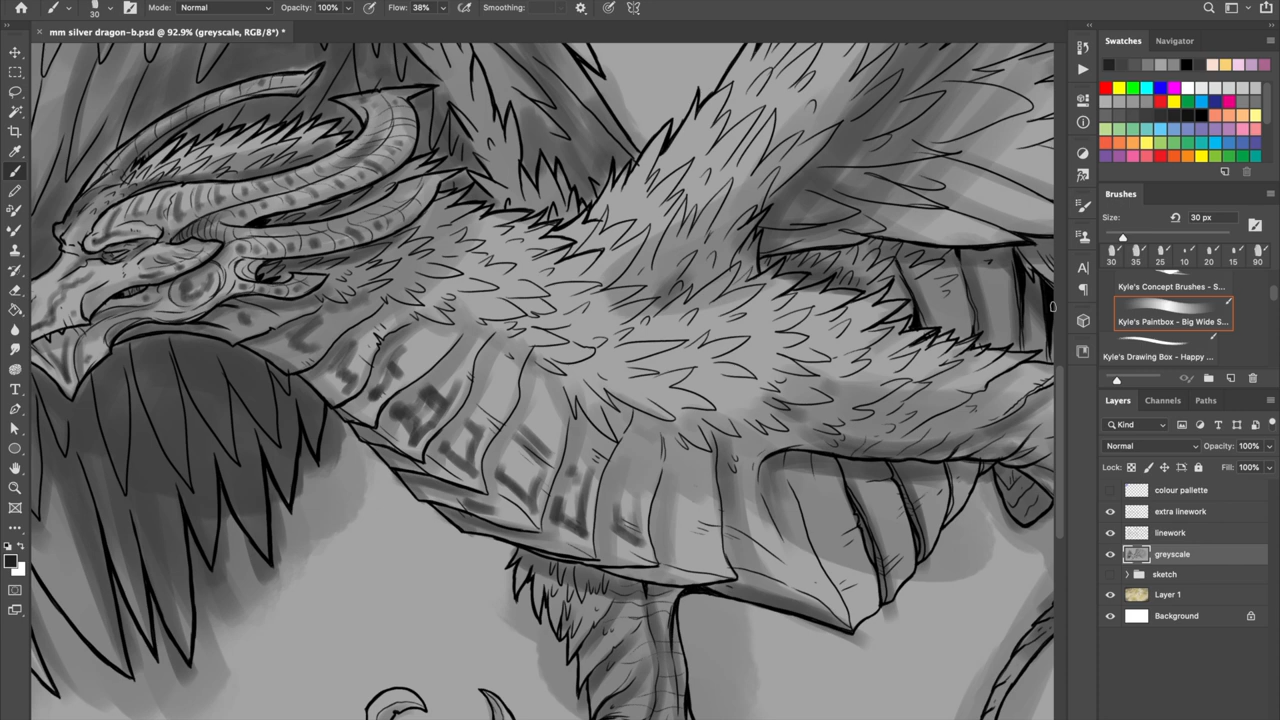 30 Mode: Normal Opacity: 100% Flow: 38% Smoothing:
× mm silver dragon-b.psd @ 92.9% (greyscale, RGB/8*) *
Swatches Navigator
Brushes
Size: 30 px
30 35 25 10 20 15 90
Kyle's Concept Brushes - S...
Kyle's Paintbox - Big Wide S...
Kyle's Drawing Box - Happy ...
Layers Channels Paths
Kind
Normal Opacity: 100%
Lock: Fill: 100%
colour pallette
extra linework
linework
greyscale
sketch
Layer 1
Background